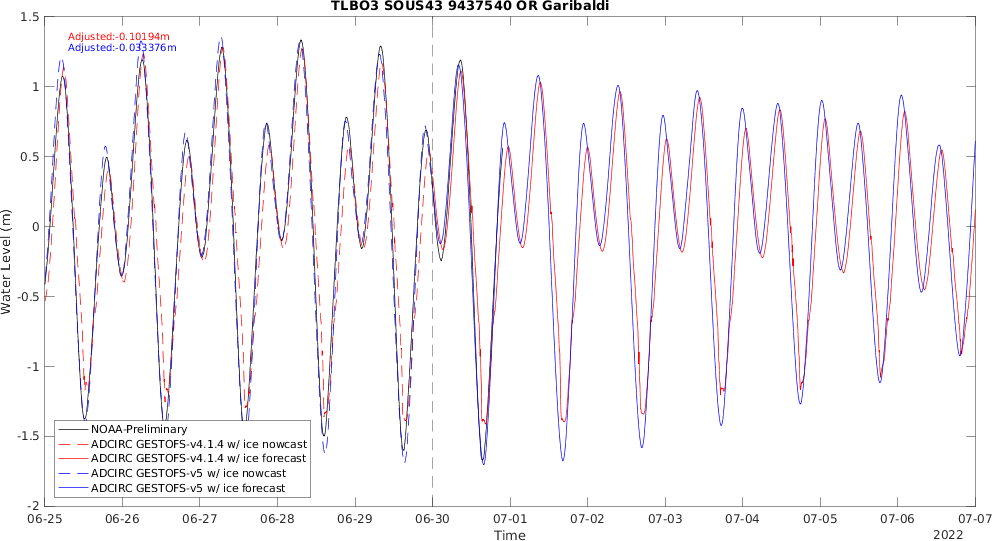 TLBO3 SOUS43 9437540 OR Garibaldi
Adjusted:-0.10194m
Adjusted:-0.033376m
1.5
1
0.5
0
-0.5
-1
-1.5
-2
Water Level (m)
NOAA-Preliminary
ADCIRC GESTOFS-v4.1.4 w/ ice nowcast
ADCIRC GESTOFS-v4.1.4 w/ ice forecast
ADCIRC GESTOFS-v5 w/ ice nowcast
ADCIRC GESTOFS-v5 w/ ice forecast
06-25 06-26 06-27 06-28 06-29 06-30 07-01 07-02 07-03 07-04 07-05 07-06 07-07
Time
2022